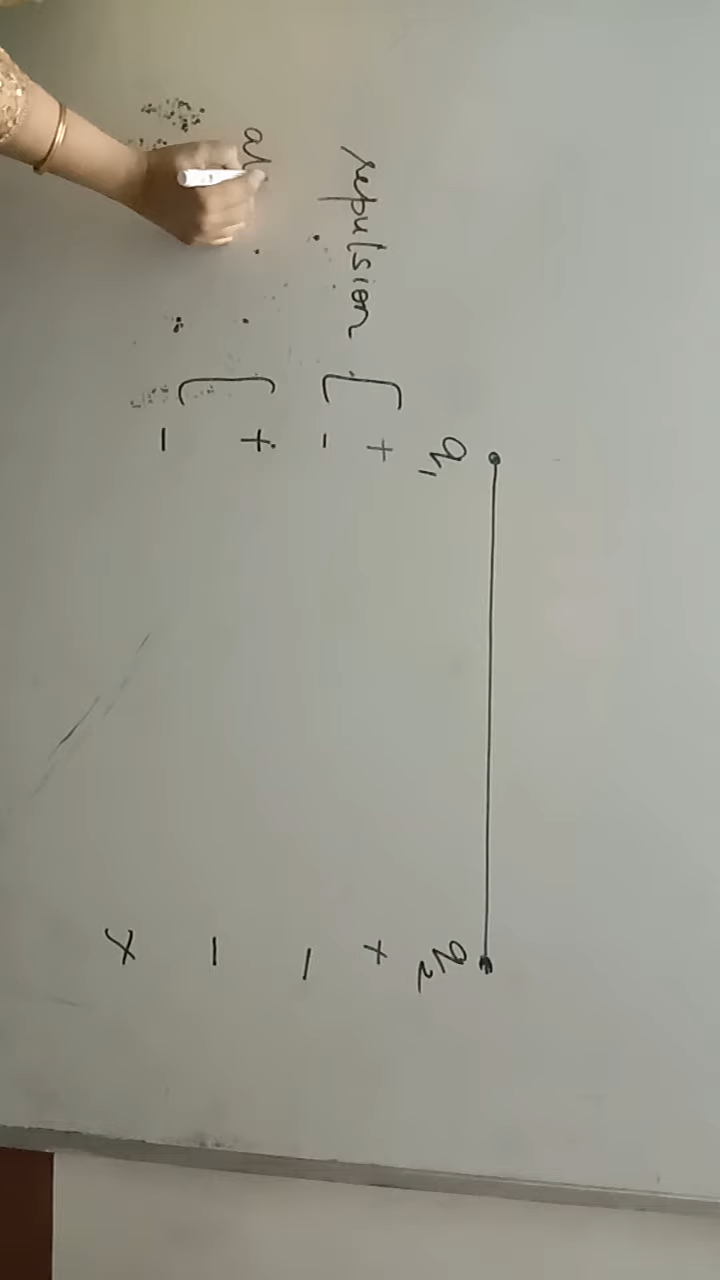 q₁ q₂
+ +
repulsion [ - -
+ -
[ - +